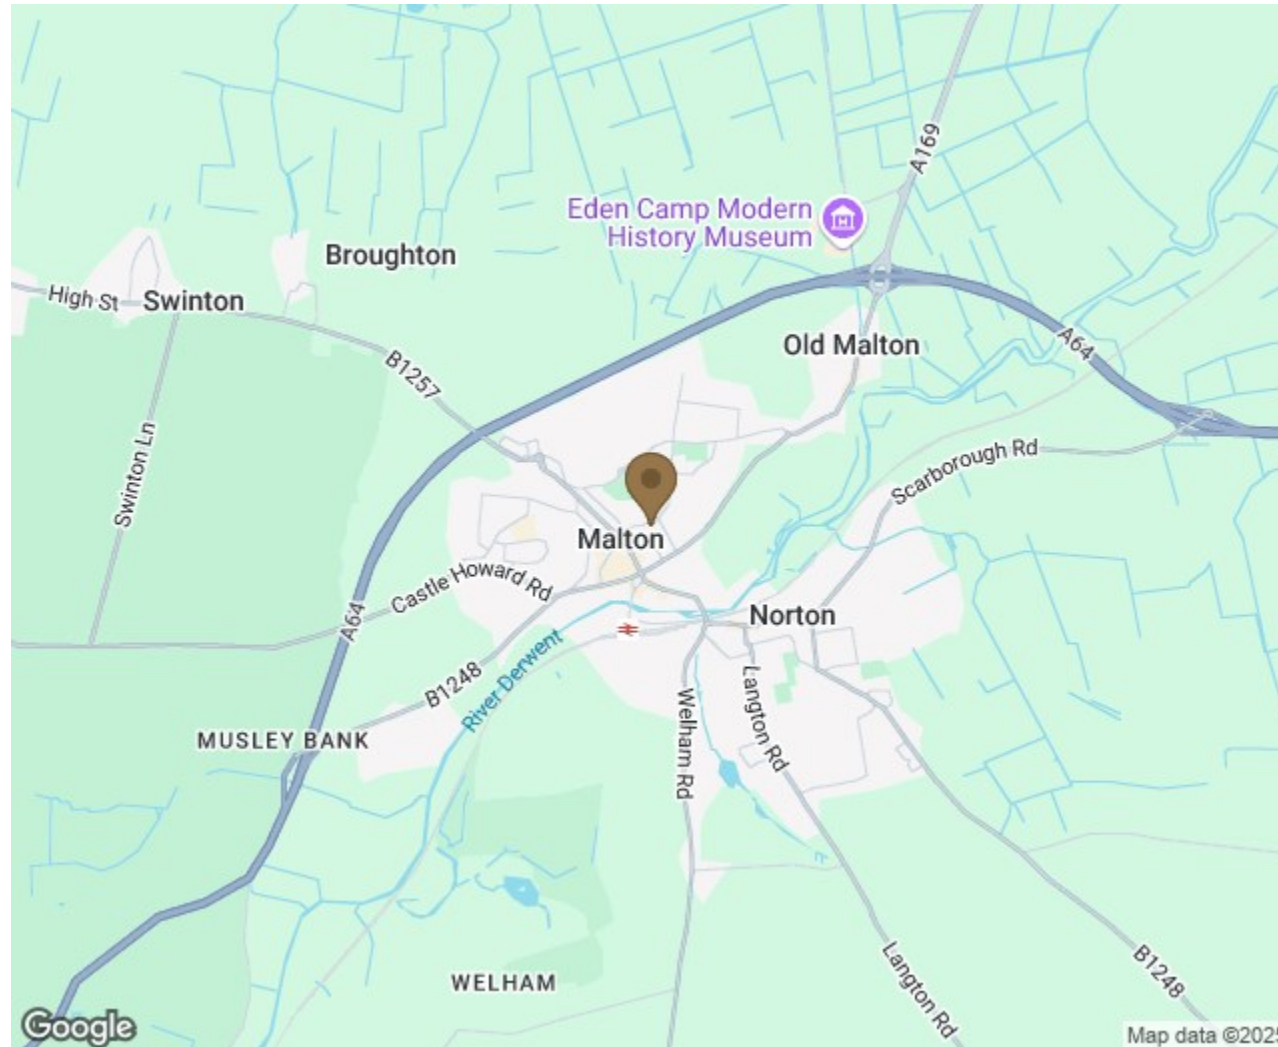 A169
Eden Camp Modern
History Museum
Broughton
High St
Swinton
Old Malton
A64
B1257
Swinton Ln
Scarborough Rd
Malton
Castle Howard Rd
A64
Norton
River Derwent
B1248
Welham Rd
Langton Rd
MUSLEY BANK
WELHAM
Langton Rd
B1248
Google
Map data ©2025